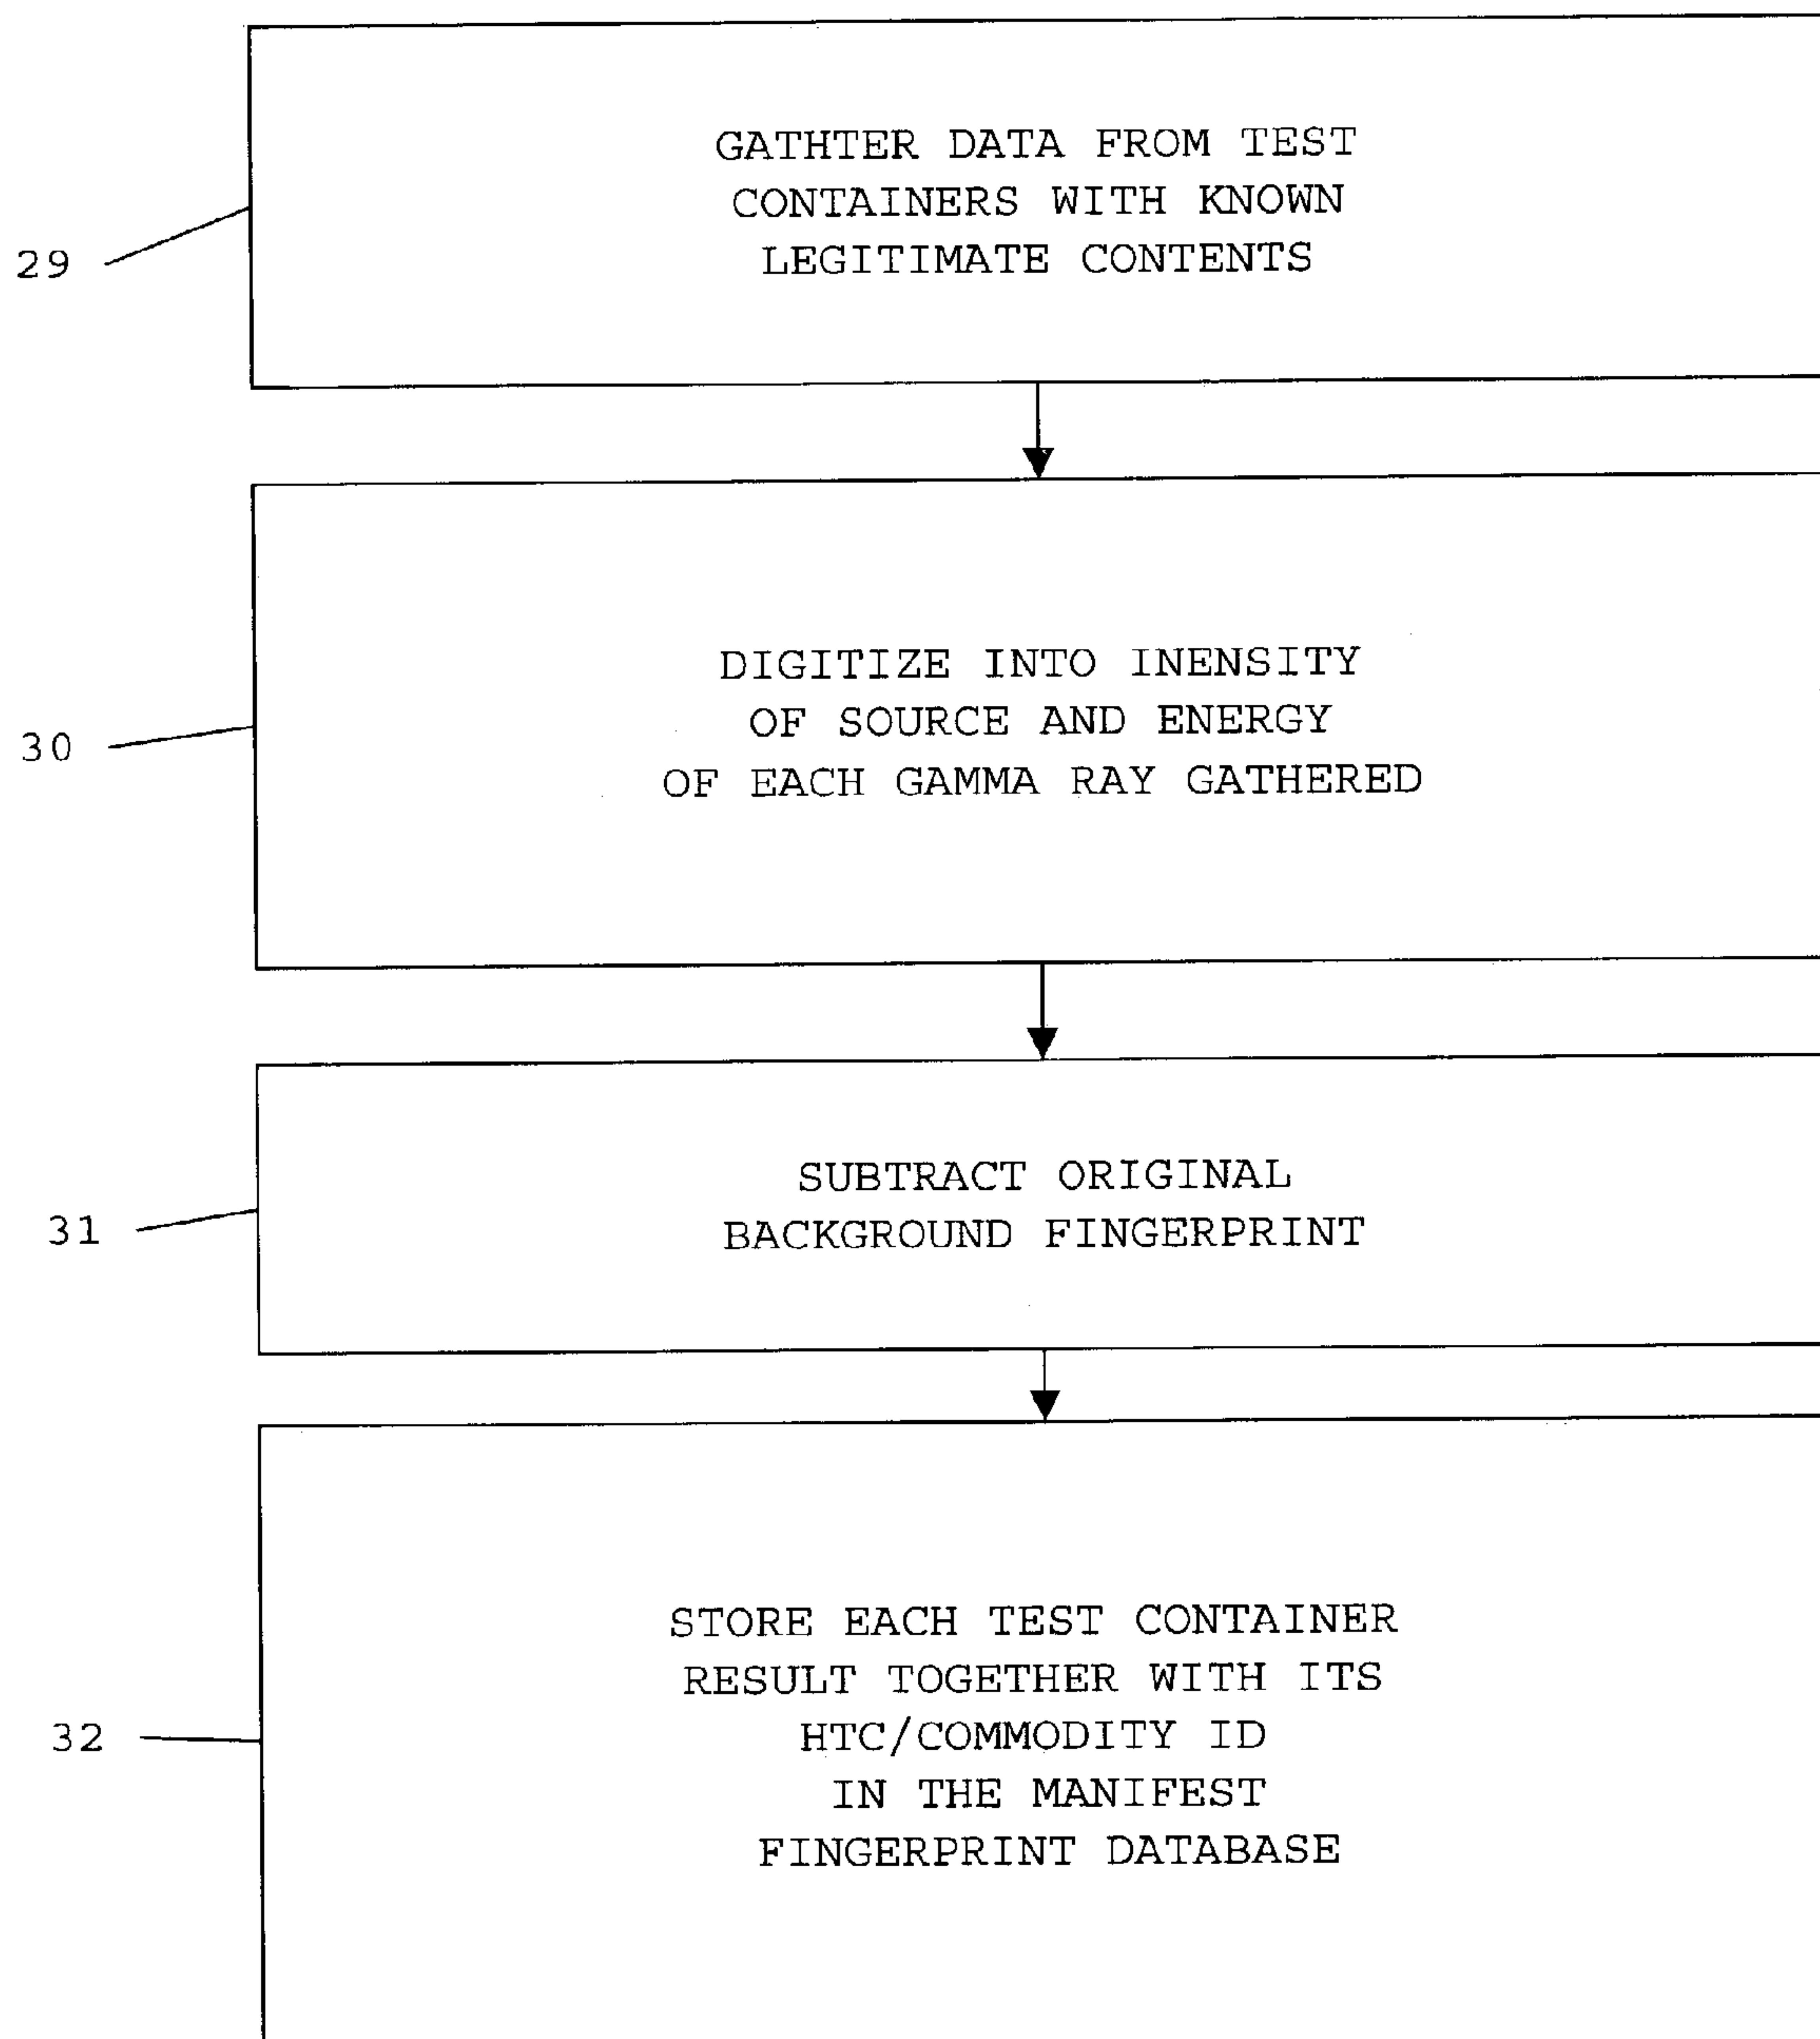 GATHTER DATA FROM TEST
CONTAINERS WITH KNOWN
LEGITIMATE CONTENTS
29
DIGITIZE INTO INENSITY
OF SOURCE AND ENERGY
OF EACH GAMMA RAY GATHERED
30
SUBTRACT ORIGINAL
BACKGROUND FINGERPRINT
31
STORE EACH TEST CONTAINER
RESULT TOGETHER WITH ITS
HTC/COMMODITY ID
IN THE MANIFEST
FINGERPRINT DATABASE
32